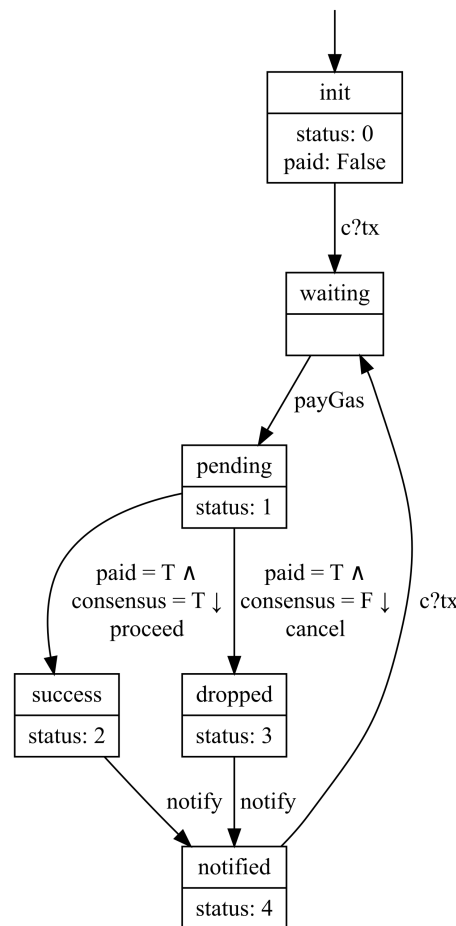 init
status: 0
paid: False
c?tx
waiting
payGas
pending
status: 1
paid = T ∧
consensus = T ↓
proceed
paid = T ∧
consensus = F ↓
cancel
c?tx
success
status: 2
dropped
status: 3
notify
notify
notified
status: 4